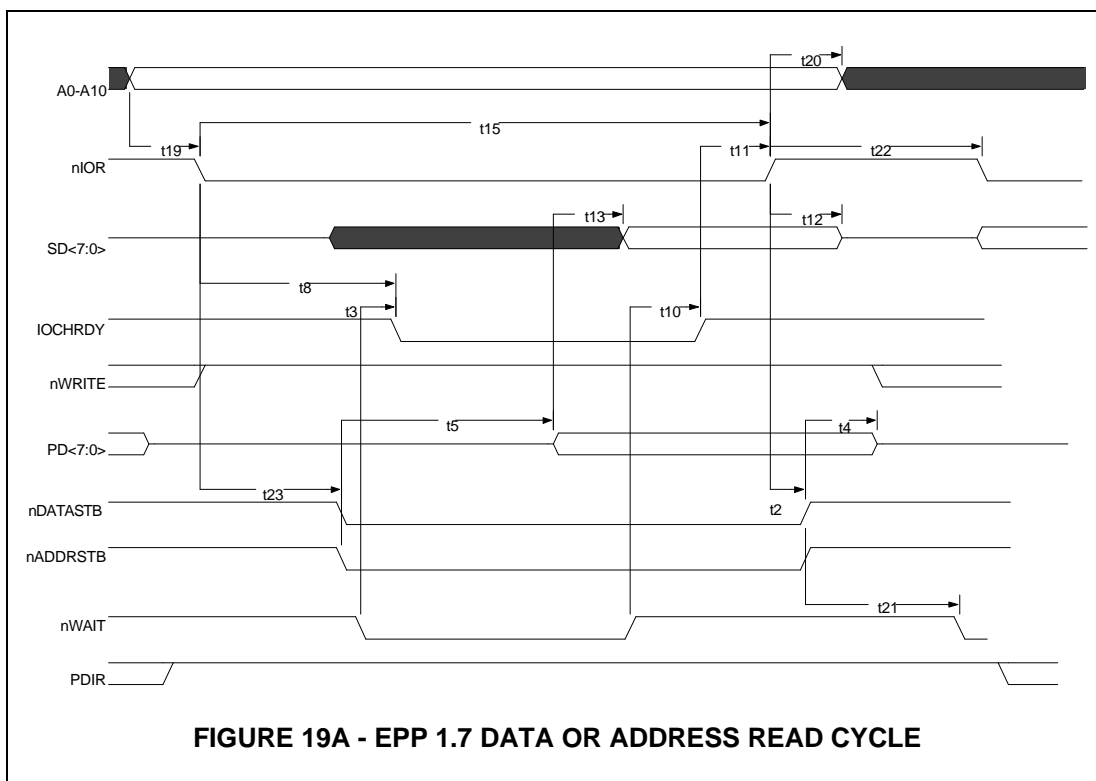 t20
A0-A10
t15
t19
t11
t22
nIOR
t13
t12
SD<7:0>
t8
t3
t10
IOCHRDY
nWRITE
t5
t4
PD<7:0>
t23
t2
nDATASTB
nADDRSTB
t21
nWAIT
PDIR
FIGURE 19A - EPP 1.7 DATA OR ADDRESS READ CYCLE